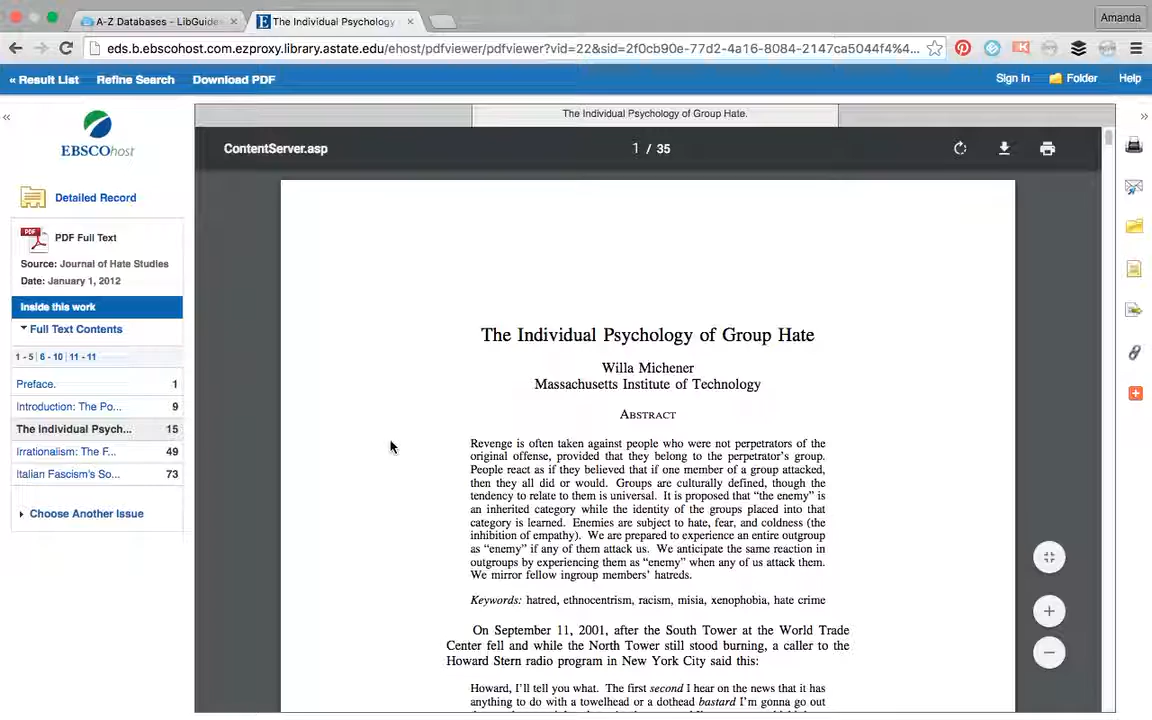 A-Z Databases - LibGuide
The Individual Psychology
Amanda
eds.b.ebscohost.com.ezproxy.library.astate.edu/ehost/pdfviewer/pdfviewer?vid=22&sid=2f0cb90e-77d2-4a16-8084-2147ca5044f4%4...
« Result List Refine Search Download PDF Sign In Folder Help
The Individual Psychology of Group Hate.
EBSCOhost
ContentServer.asp 1 / 35
Detailed Record
PDF
PDF Full Text
Source: Journal of Hate Studies
Date: January 1, 2012
Inside this work
Full Text Contents
1 - 5 | 6 - 10 | 11 - 11
Preface. 1
Introduction: The Po... 9
The Individual Psych... 15
Irrationalism: The F... 49
Italian Fascism's So... 73
Choose Another Issue
The Individual Psychology of Group Hate
Willa Michener
Massachusetts Institute of Technology
ABSTRACT
Revenge is often taken against people who were not perpetrators of the
original offense, provided that they belong to the perpetrator's group.
People react as if they believed that if one member of a group attacked,
then they all did or would. Groups are culturally defined, though the
tendency to relate to them is universal. It is proposed that "the enemy" is
an inherited category while the identity of the groups placed into that
category is learned. Enemies are subject to hate, fear, and coldness (the
inhibition of empathy). We are prepared to experience an entire outgroup
as "enemy" if any of them attack us. We anticipate the same reaction in
outgroups by experiencing them as "enemy" when any of us attack them.
We mirror fellow ingroup members' hatreds.
Keywords: hatred, ethnocentrism, racism, misia, xenophobia, hate crime
On September 11, 2001, after the South Tower at the World Trade
Center fell and while the North Tower still stood burning, a caller to the
Howard Stern radio program in New York City said this:
Howard, I'll tell you what. The first second I hear on the news that it has
anything to do with a towelhead or a dothead bastard I'm gonna go out